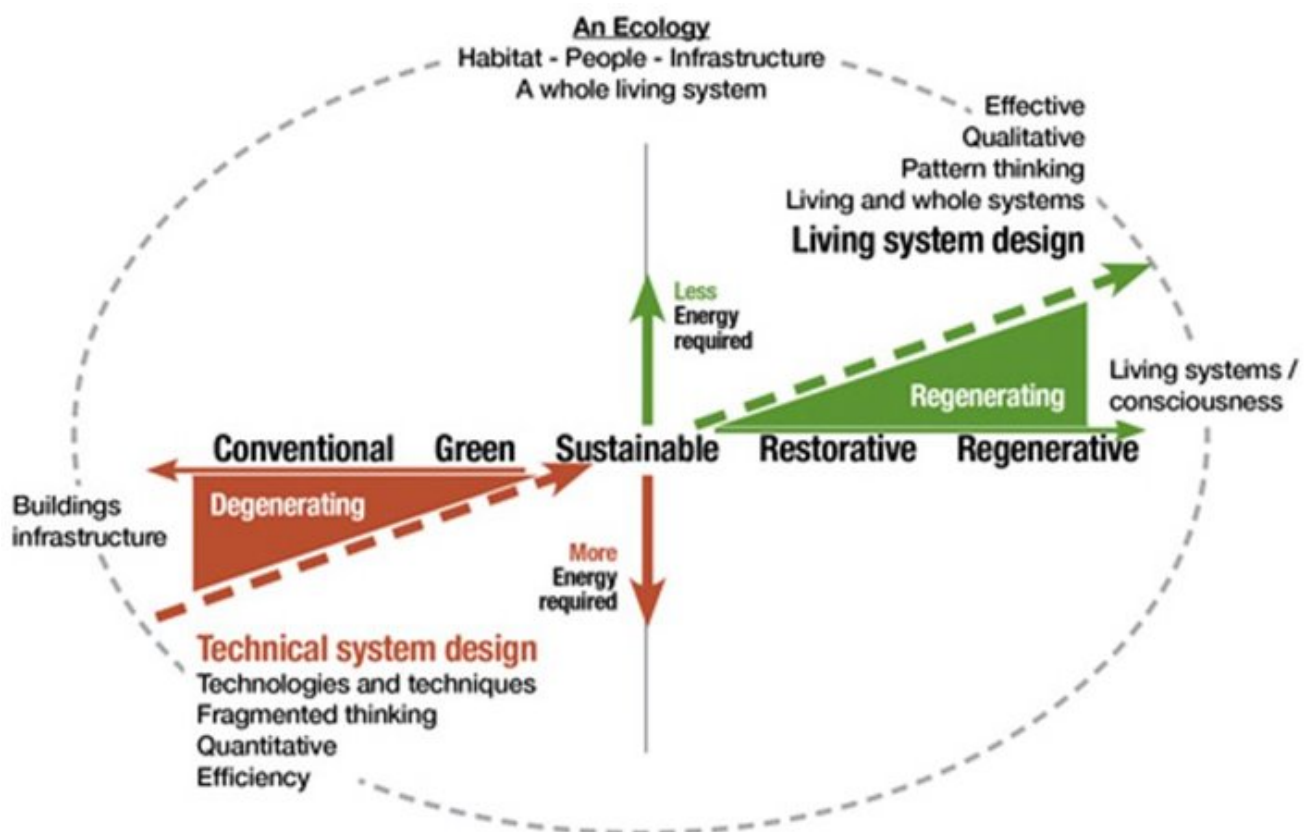 An Ecology
Habitat - People - Infrastructure
A whole living system
Effective
Qualitative
Pattern thinking
Living and whole systems
Living system design
Less
Energy
required
Regenerating
Living systems /
consciousness
Conventional Green Sustainable Restorative Regenerative
Degenerating
Buildings
infrastructure
More
Energy
required
Technical system design
Technologies and techniques
Fragmented thinking
Quantitative
Efficiency